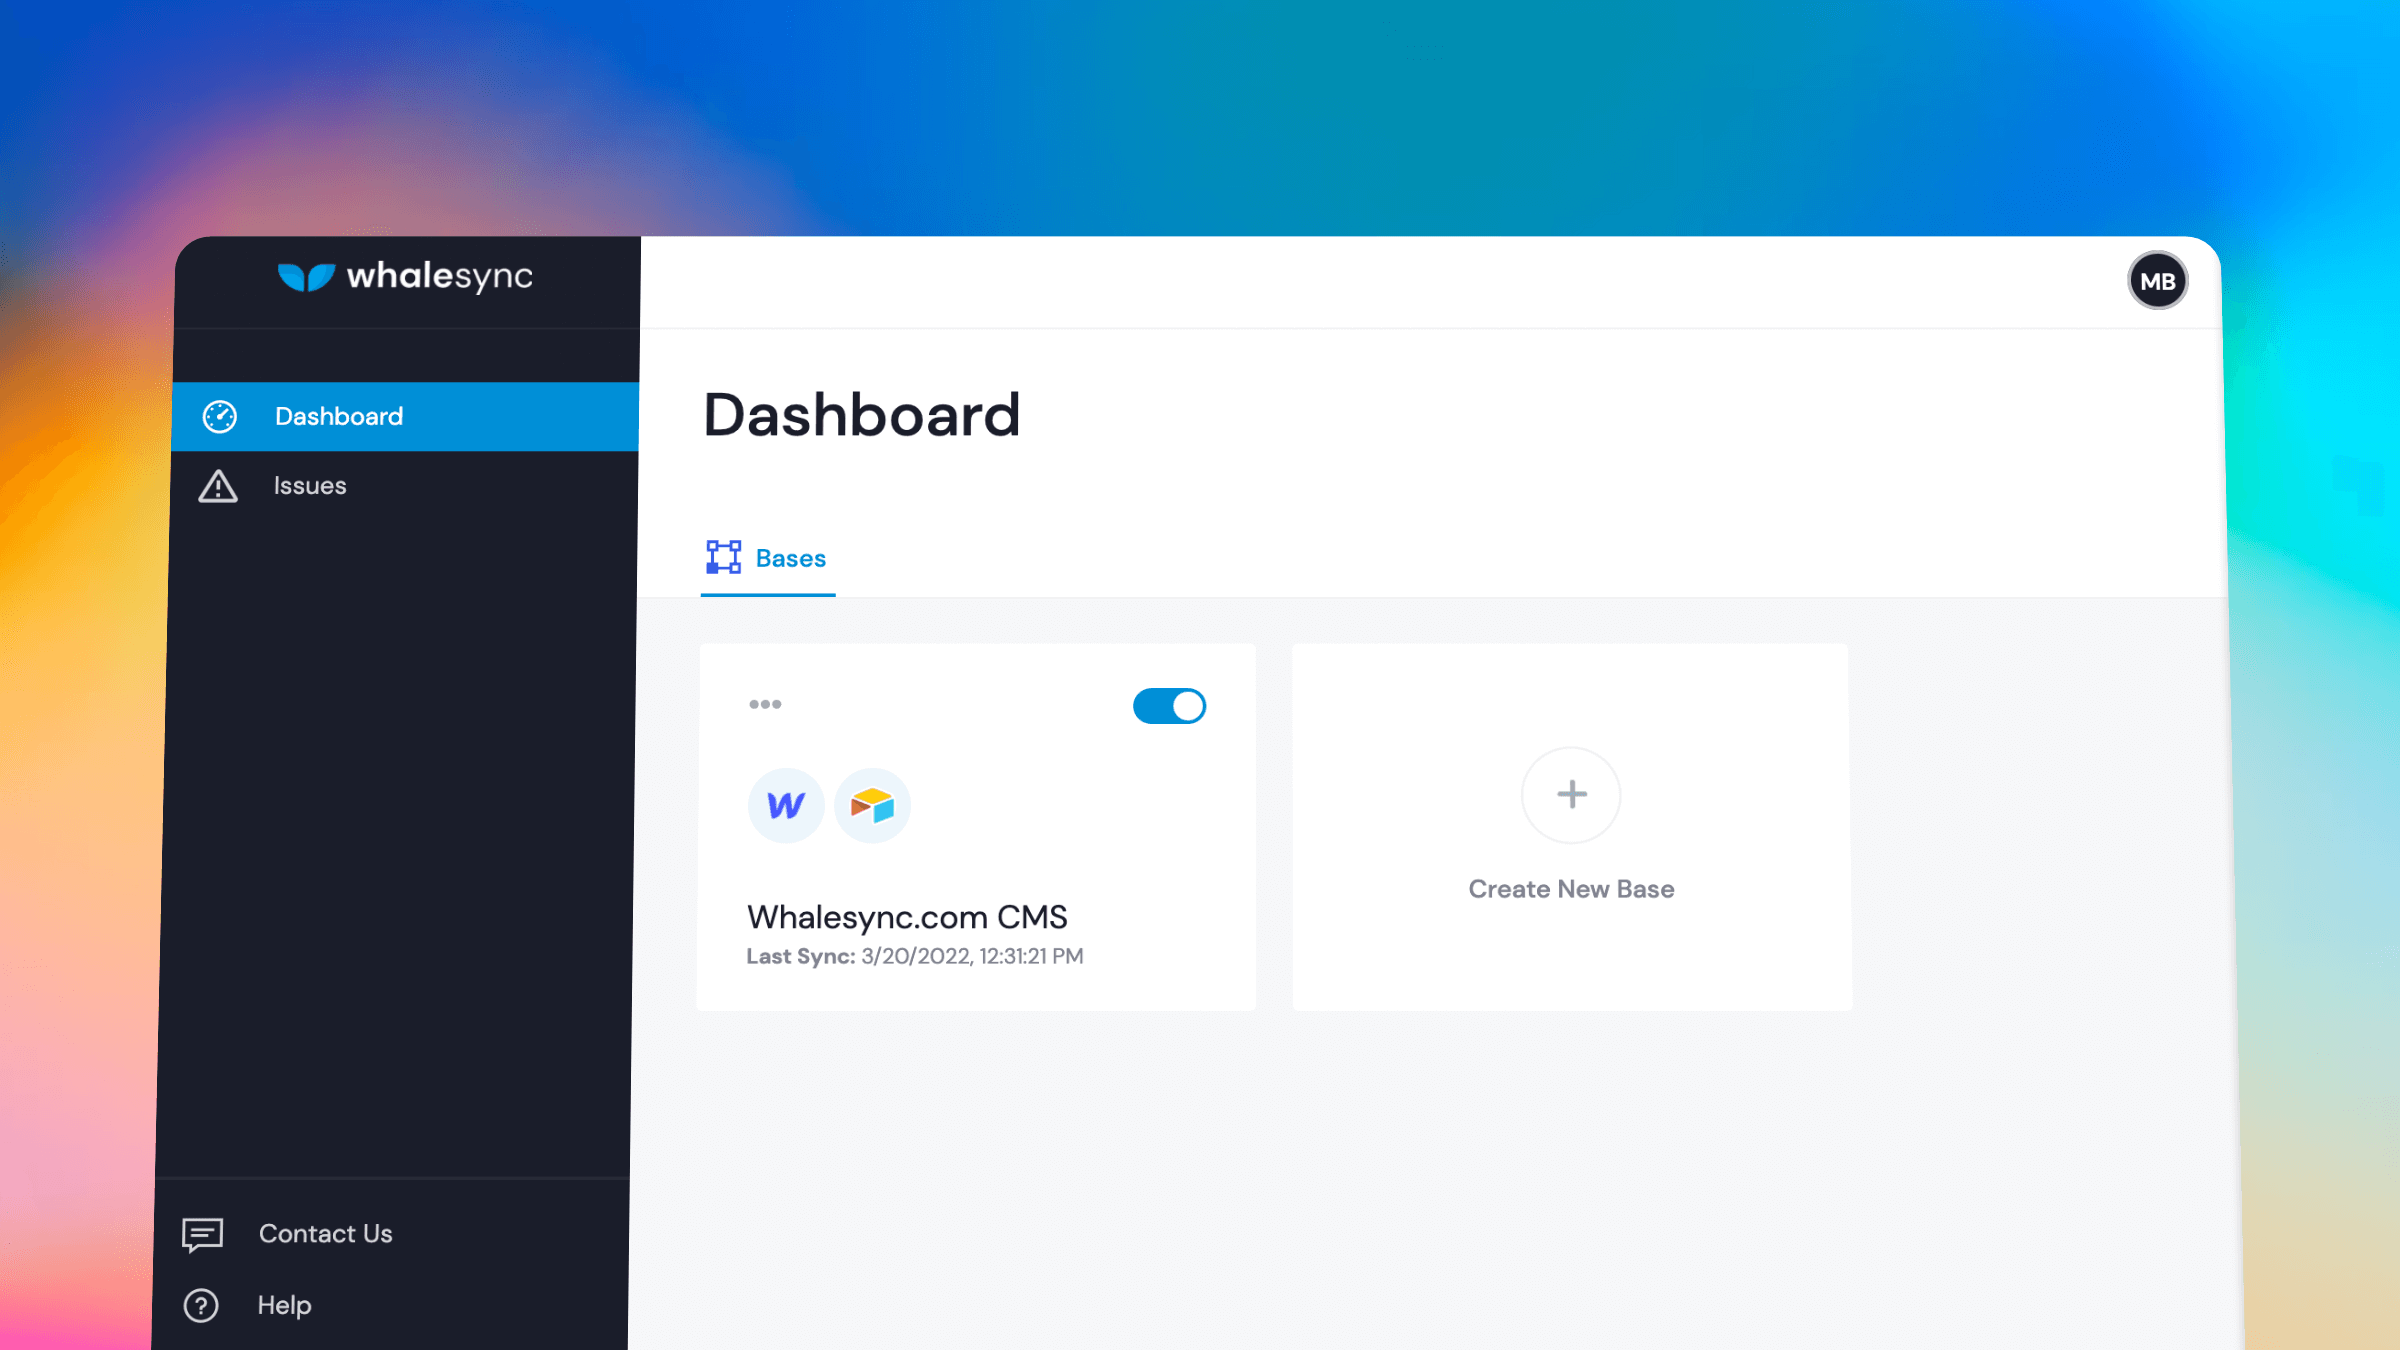 whalesync
MB
Dashboard
Issues
Dashboard
Bases
Whalesync.com CMS
Last Sync: 3/20/2022, 12:31:21 PM
Create New Base
Contact Us
Help